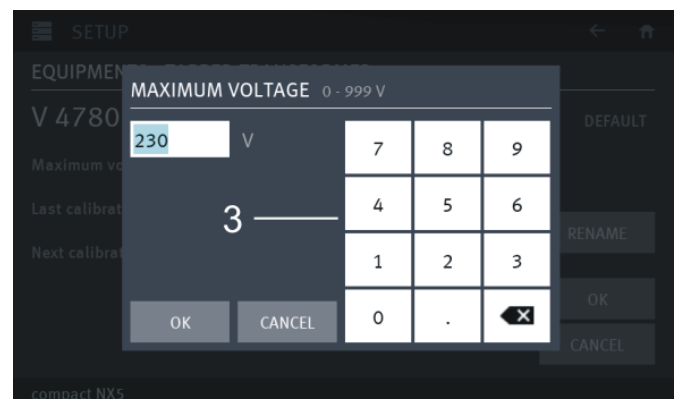 SETUP
EQUIPMEN
MAXIMUM VOLTAGE 0 - 999 V
V 4780
DEFAULT
230 V
7 8 9
Maximum vo
Last calibrat
3
4 5 6
RENAME
Next calibrat
1 2 3
OK
OK CANCEL
0 .
CANCEL
compact NX5